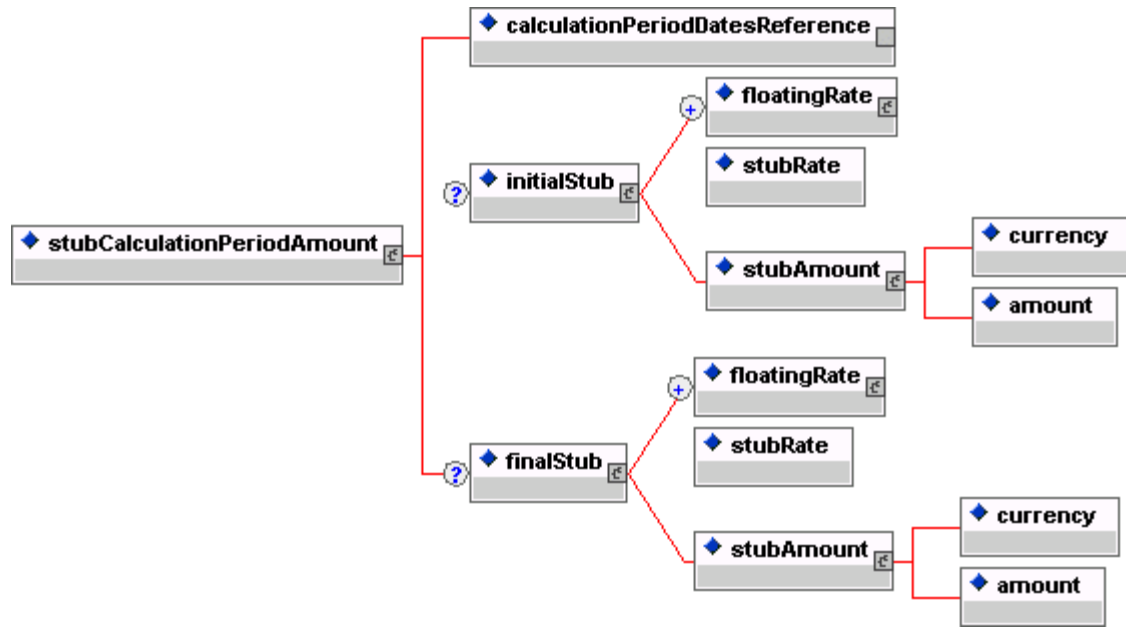 calculationPeriodDatesReference
floatingRate
+
initialStub
?
stubRate
stubCalculationPeriodAmount
stubAmount
currency
amount
floatingRate
+
finalStub
?
stubRate
stubAmount
currency
amount